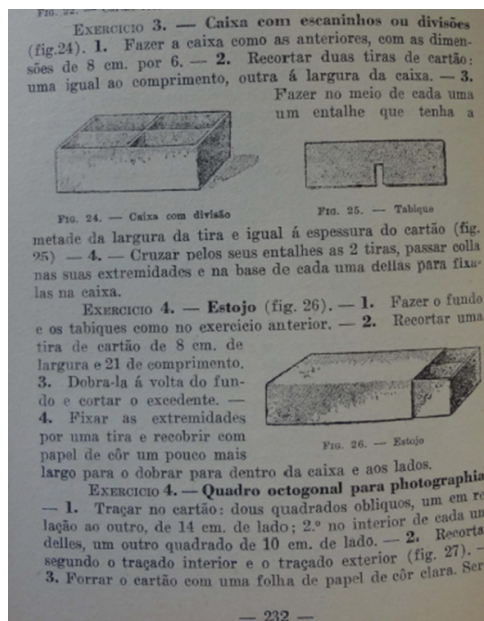 EXERCICIO 3. — Caixa com escaninhos ou divisões
(fig.24). 1. Fazer a caixa como as anteriores, com as dimen-
sões de 8 cm. por 6. — 2. Recortar duas tiras de cartão:
uma igual ao comprimento, outra á largura da caixa. — 3.
Fazer no meio de cada uma
um entalhe que tenha a
FIG. 24. — Caixa com divisão
FIG. 25. — Tabique
metade da largura da tira e igual á espessura do cartão (fig.
25) — 4. — Cruzar pelos seus entalhes as 2 tiras, passar colla
nas suas extremidades e na base de cada uma dellas para fixa-
las na caixa.
EXERCICIO 4. — Estojo (fig. 26). — 1. Fazer o fundo
e os tabiques como no exercicio anterior. — 2. Recortar uma
tira de cartão de 8 cm. de
largura e 21 de comprimento.
3. Dobra-la á volta do fun-
do e cortar o excedente. —
4. Fixar as extremidades
por uma tira e recobrir com
papel de côr um pouco mais
FIG. 26. — Estojo
largo para o dobrar para dentro da caixa e aos lados.
EXERCICIO 4. — Quadro octogonal para photographia
— 1. Traçar no cartão: dous quadrados obliquos, um em re
lação ao outro, de 14 cm. de lado; 2.º no interior de cada um
delles, um outro quadrado de 10 cm. de lado. — 2. Recorta
segundo o traçado interior e o traçado exterior (fig. 27). —
3. Forrar o cartão com uma folha de papel de côr clara. Ser
— 232 —